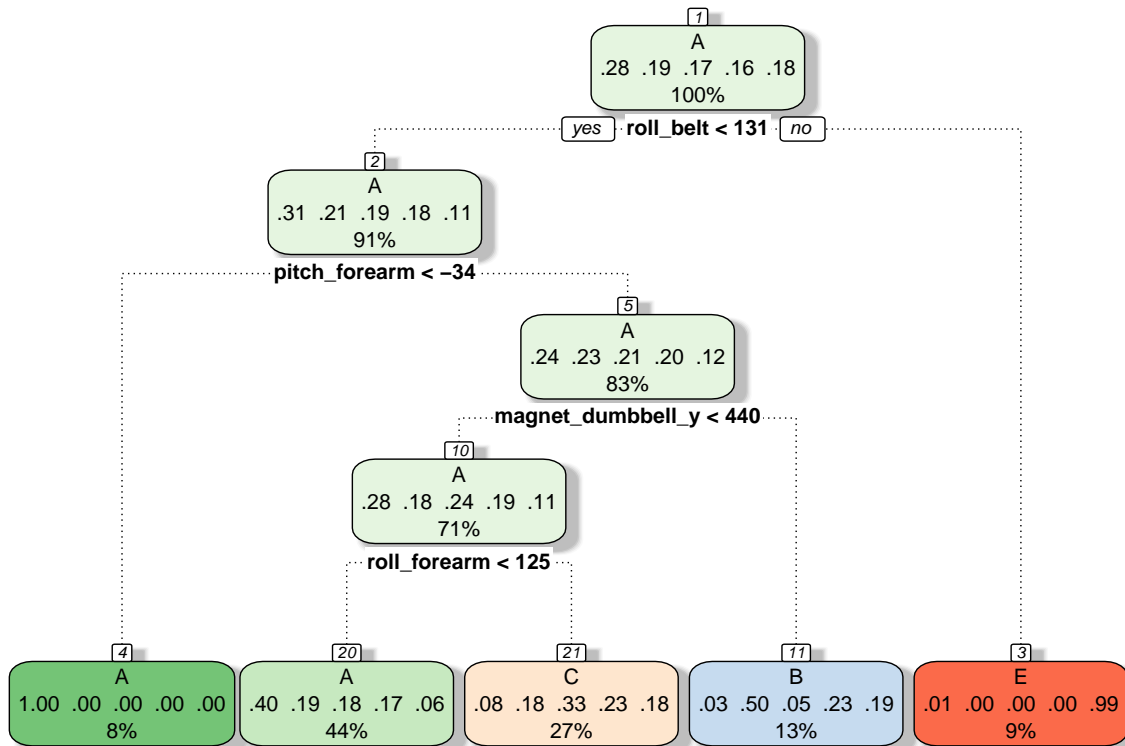 1
A
.28 .19 .17 .16 .18
100%
yes roll_belt < 131 no
2
A
.31 .21 .19 .18 .11
91%
pitch_forearm < −34
5
A
.24 .23 .21 .20 .12
83%
magnet_dumbbell_y < 440
10
A
.28 .18 .24 .19 .11
71%
roll_forearm < 125
4
A
1.00 .00 .00 .00 .00
8%
20
A
.40 .19 .18 .17 .06
44%
21
C
.08 .18 .33 .23 .18
27%
11
B
.03 .50 .05 .23 .19
13%
3
E
.01 .00 .00 .00 .99
9%